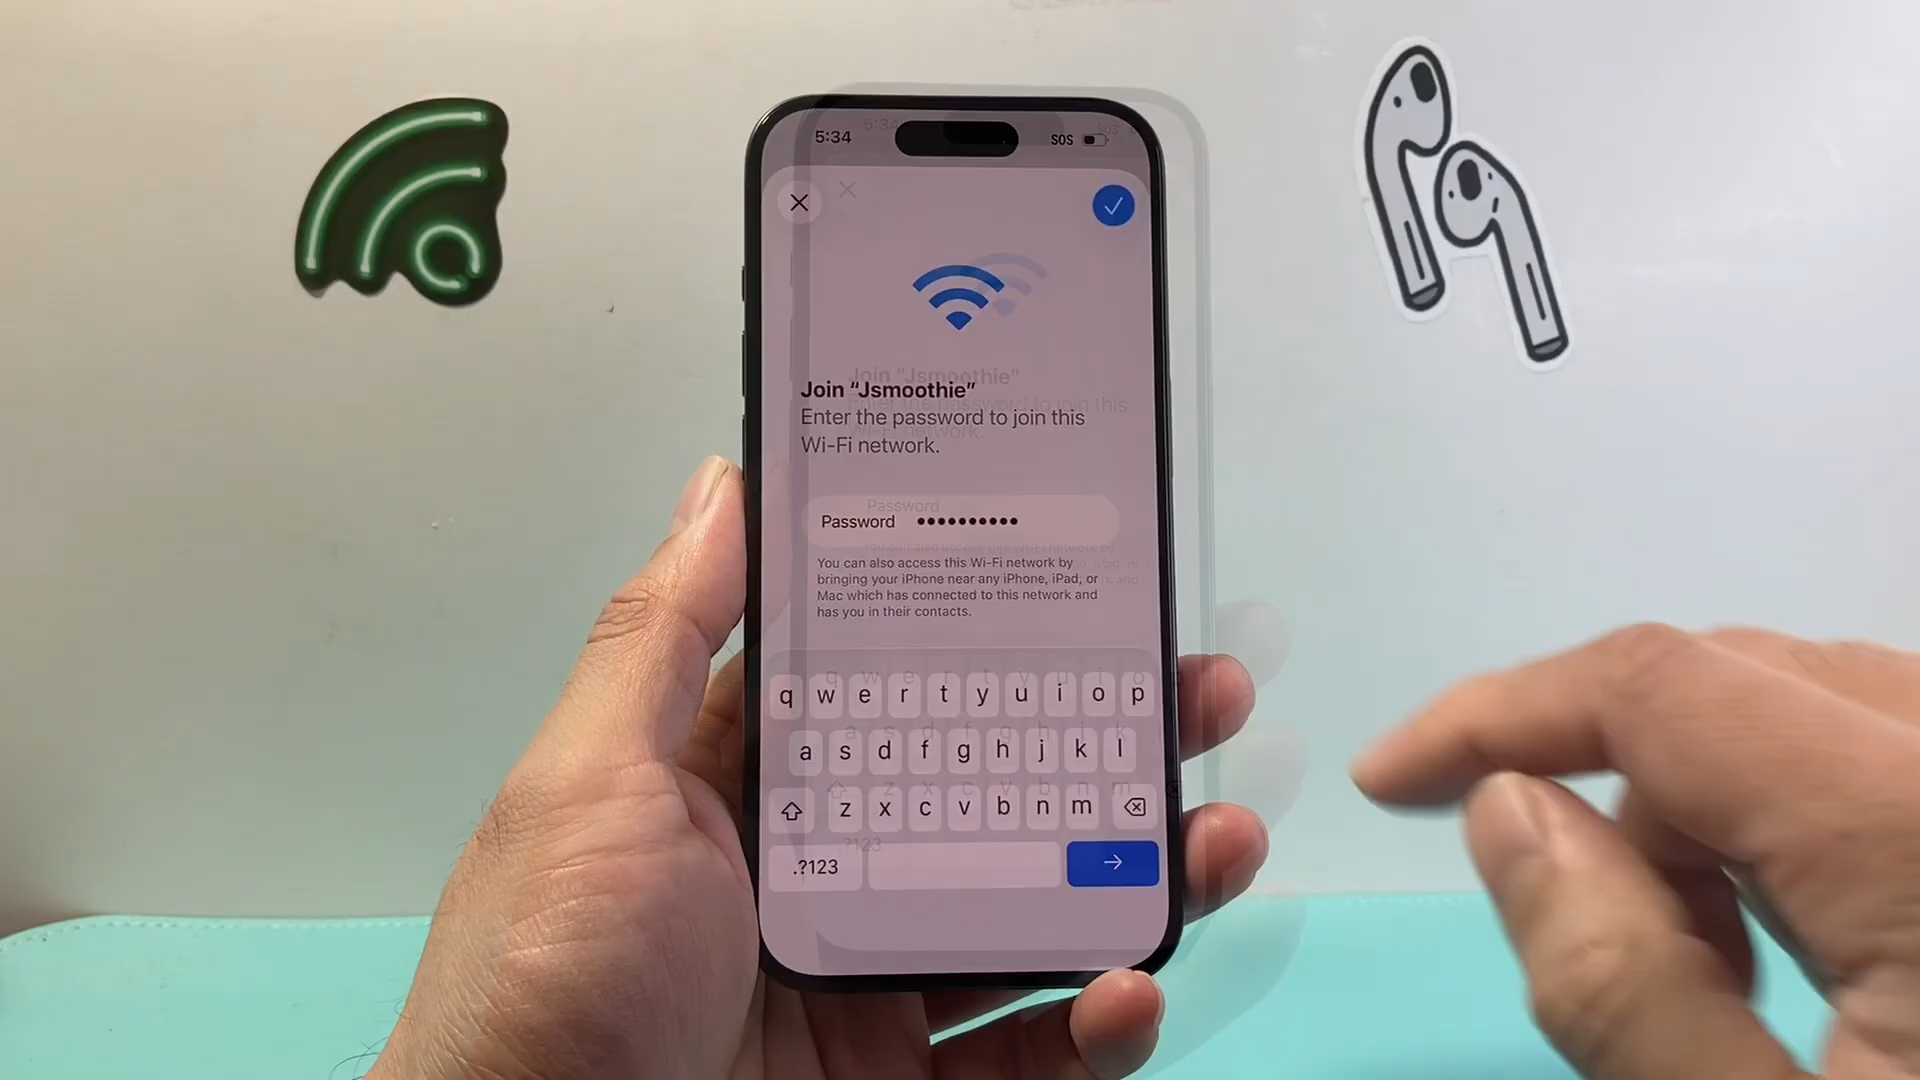 5:34 SOS
Join “Jsmoothie”
Enter the password to join this
Wi-Fi network.
Password ••••••••••
You can also access this Wi-Fi network by
bringing your iPhone near any iPhone, iPad, or
Mac which has connected to this network and
has you in their contacts.
q w e r t y u i o p
a s d f g h j k l
z x c v b n m
.?123